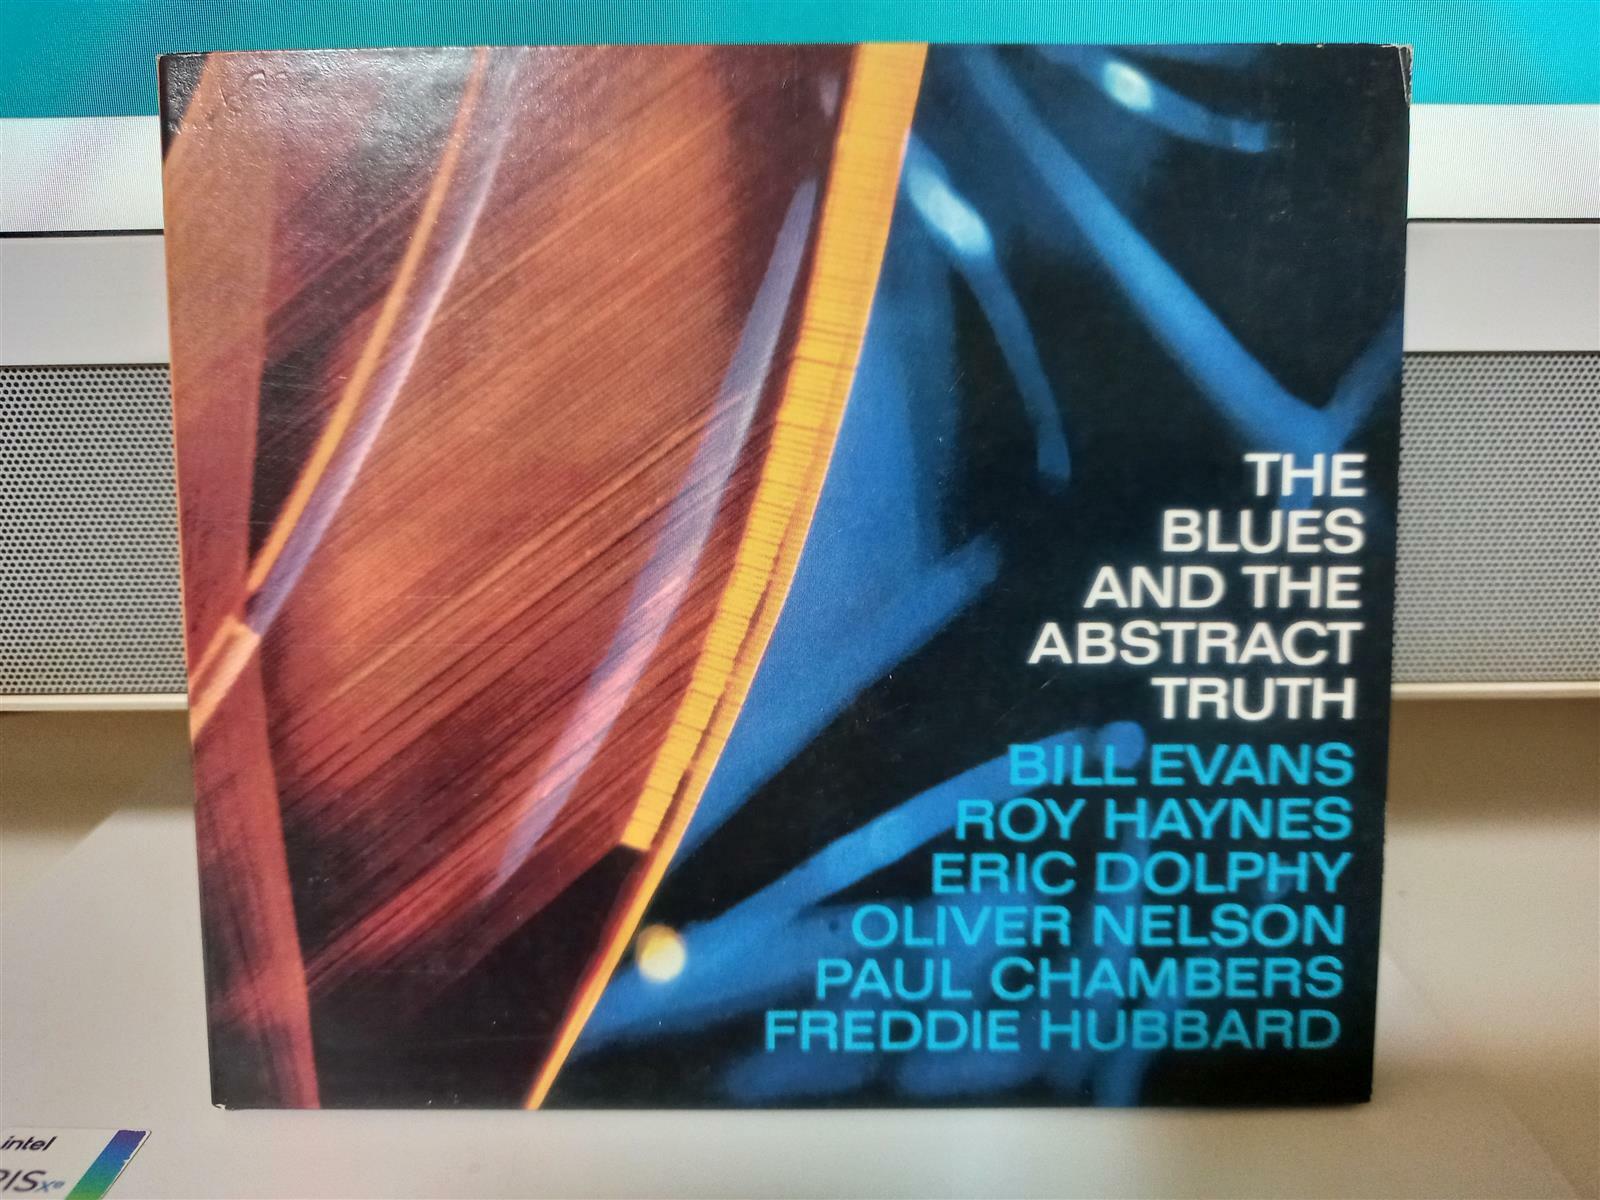 THE
BLUES
AND THE
ABSTRACT
TRUTH
BILL EVANS
ROY HAYNES
ERIC DOLPHY
OLIVER NELSON
PAUL CHAMBERS
FREDDIE HUBBARD
intel